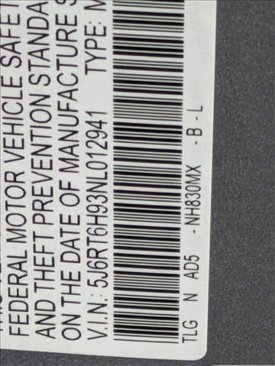 FEDERAL MOTOR VEHICLE SAFE
AND THEFT PREVENTION STANDA
ON THE DATE OF MANUFACTURE S
V.I.N.: 5J6RT6H93NL012941 TYPE: M
TLG N AD5 -NH830MX -B-L